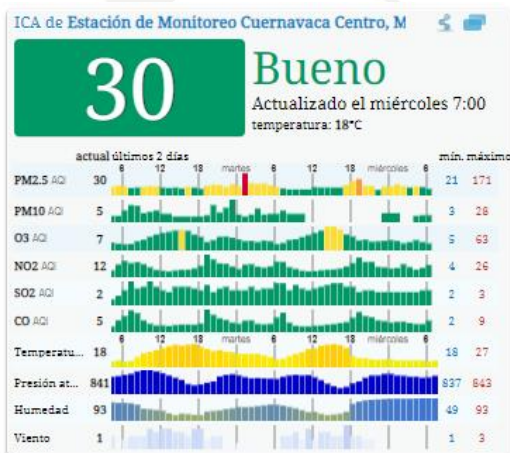 ICA de Estación de Monitoreo Cuernavaca Centro, M
30
Bueno
Actualizado el miércoles 7:00
temperatura: 18°C
actual últimos 2 días mín. máximo
6 12 18 martes 6 12 18 miércoles 6
PM2.5 AQI 30 21 171
PM10 AQI 5 3 28
O3 AQI 7 5 63
NO2 AQI 12 4 26
SO2 AQI 2 2 3
CO AQI 5 2 9
6 12 18 martes 6 12 18 miércoles 6
Temperatu... 18 18 27
Presión at... 841 837 843
Humedad 93 49 93
Viento 1 1 3